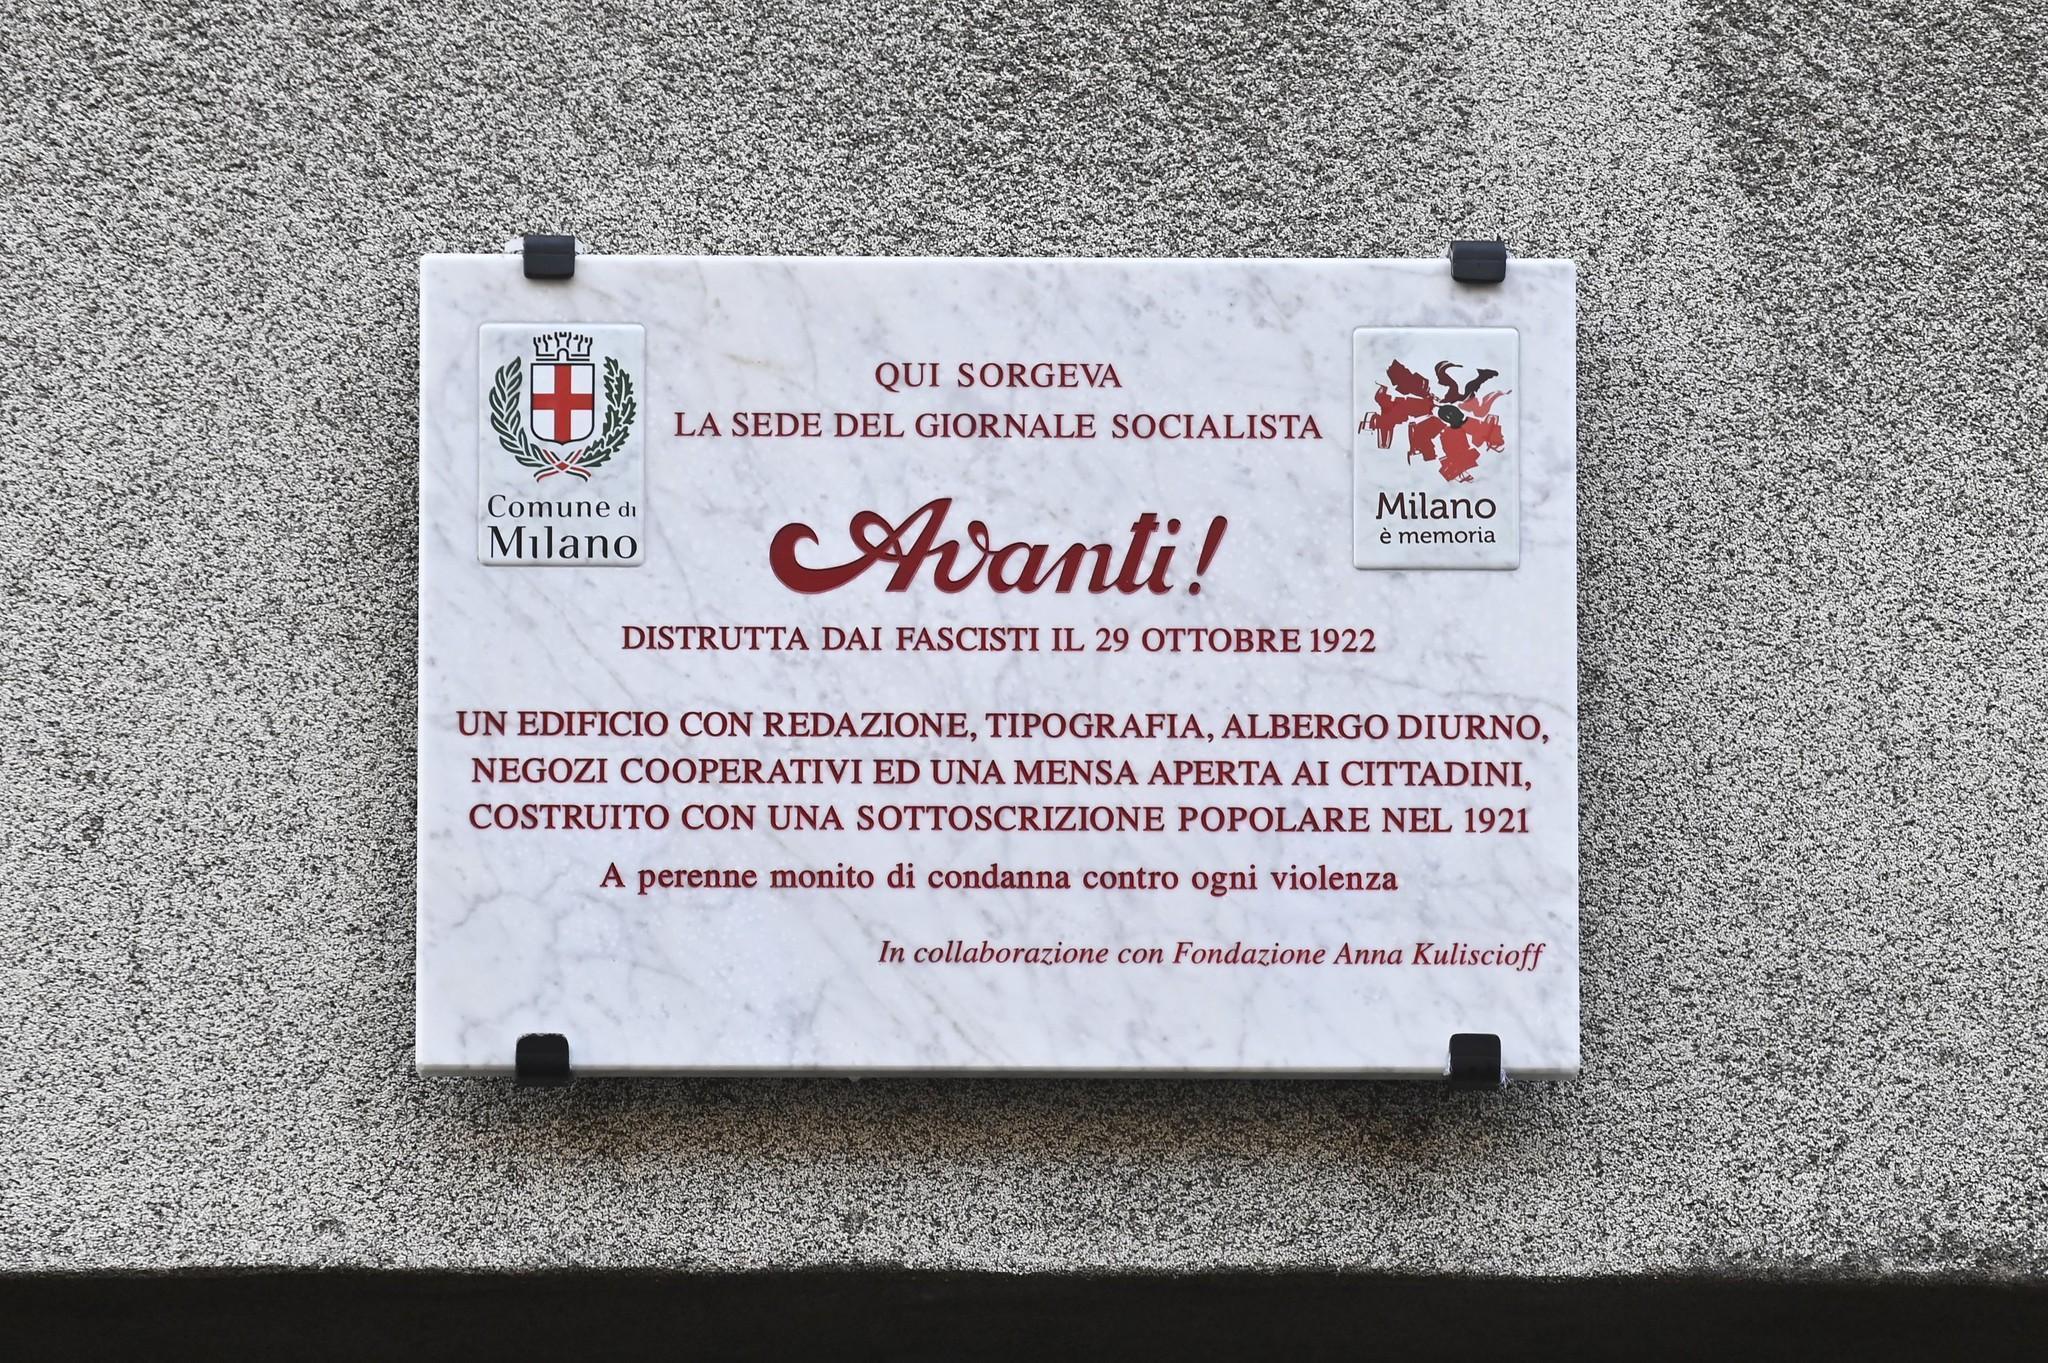 Comune di
Milano
QUI SORGEVA
LA SEDE DEL GIORNALE SOCIALISTA
Avanti!
Milano
è memoria
DISTRUTTA DAI FASCISTI IL 29 OTTOBRE 1922
UN EDIFICIO CON REDAZIONE, TIPOGRAFIA, ALBERGO DIURNO,
NEGOZI COOPERATIVI ED UNA MENSA APERTA AI CITTADINI,
COSTRUITO CON UNA SOTTOSCRIZIONE POPOLARE NEL 1921
A perenne monito di condanna contro ogni violenza
In collaborazione con Fondazione Anna Kuliscioff